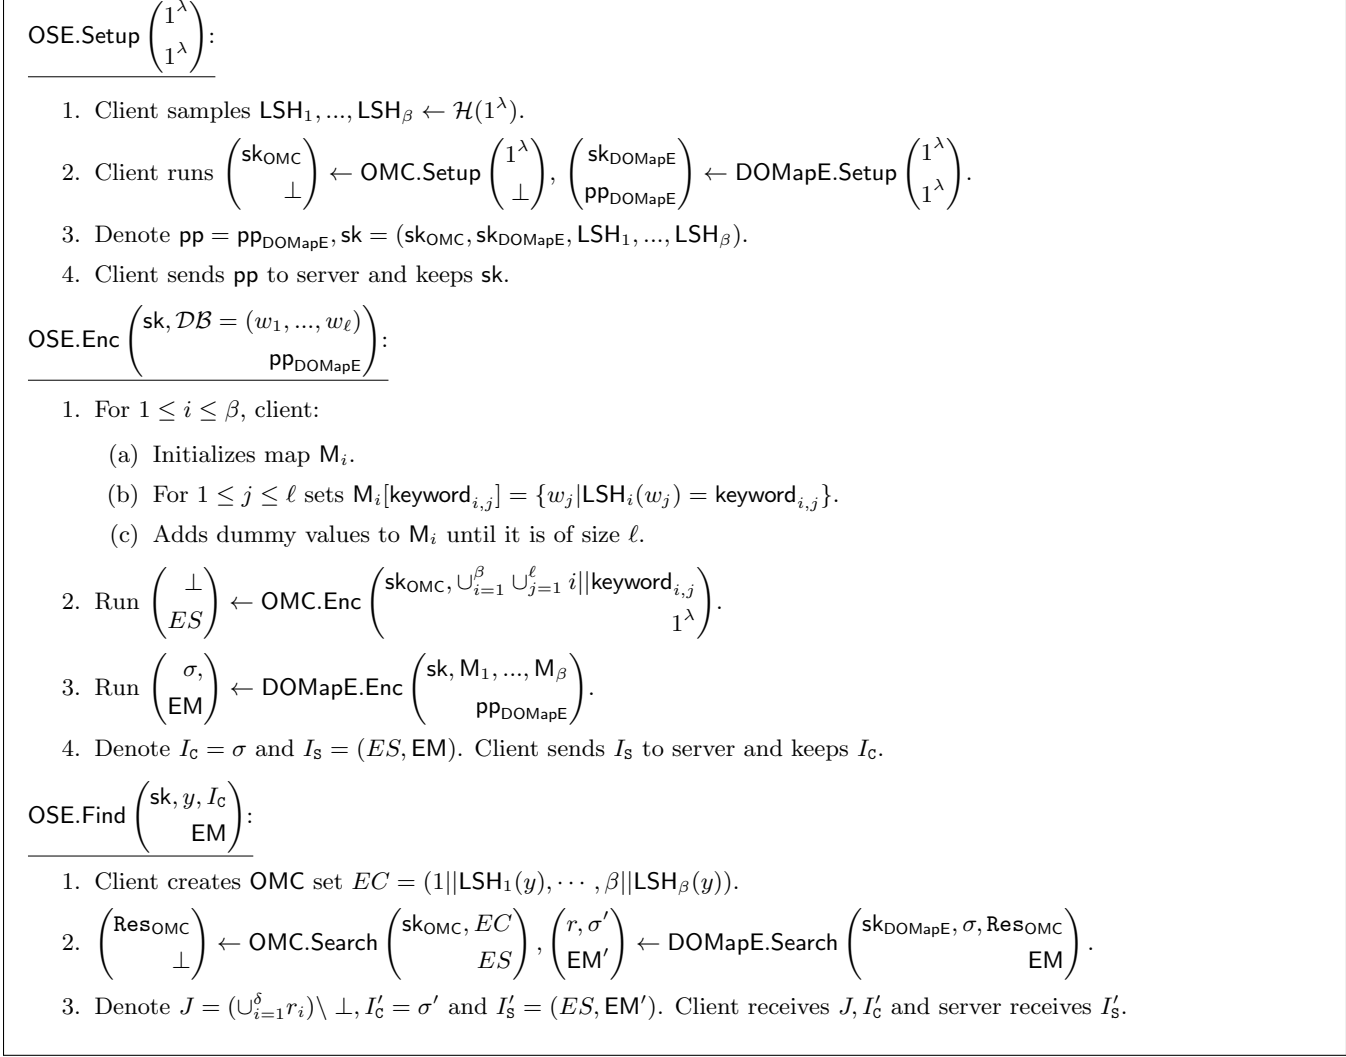 OSE.Setup (1^λ
1^λ):
1. Client samples LSH_1, ..., LSH_β ← ℋ(1^λ).
2. Client runs (sk_OMC
⊥) ← OMC.Setup (1^λ
⊥), (sk_DOMapE
pp_DOMapE) ← DOMapE.Setup (1^λ
1^λ).
3. Denote pp = pp_DOMapE, sk = (sk_OMC, sk_DOMapE, LSH_1, ..., LSH_β).
4. Client sends pp to server and keeps sk.
OSE.Enc (sk, 𝒟ℬ = (w_1, ..., w_ℓ)
pp_DOMapE):
1. For 1 ≤ i ≤ β, client:
(a) Initializes map M_i.
(b) For 1 ≤ j ≤ ℓ sets M_i[keyword_{i,j}] = {w_j|LSH_i(w_j) = keyword_{i,j}}.
(c) Adds dummy values to M_i until it is of size ℓ.
2. Run (⊥
ES) ← OMC.Enc (sk_OMC, ∪_{i=1}^β ∪_{j=1}^ℓ i||keyword_{i,j}
1^λ).
3. Run (σ,
EM) ← DOMapE.Enc (sk, M_1, ..., M_β
pp_DOMapE).
4. Denote I_C = σ and I_S = (ES, EM). Client sends I_S to server and keeps I_C.
OSE.Find (sk, y, I_C
EM):
1. Client creates OMC set EC = (1||LSH_1(y), ⋯ , β||LSH_β(y)).
2. (Res_OMC
⊥) ← OMC.Search (sk_OMC, EC
ES), (r, σ′
EM′) ← DOMapE.Search (sk_DOMapE, σ, Res_OMC
EM).
3. Denote J = (∪_{i=1}^δ r_i)\ ⊥, I′_C = σ′ and I′_S = (ES, EM′). Client receives J, I′_C and server receives I′_S.